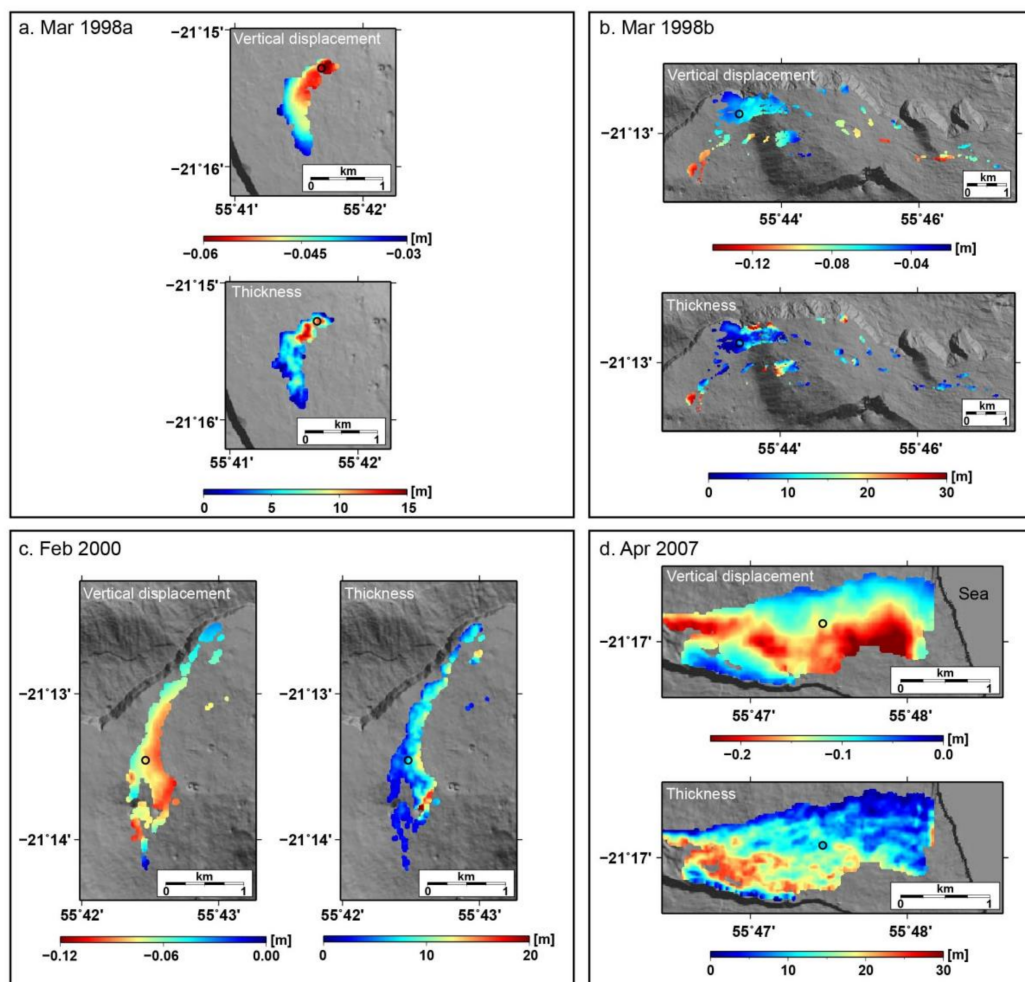 a. Mar 1998a
−21°15'
Vertical displacement
−21°16'
km
0 1
55°41' 55°42'
[m]
−0.06 −0.045 −0.03
−21°15'
Thickness
−21°16'
km
0 1
55°41' 55°42'
[m]
0 5 10 15
b. Mar 1998b
Vertical displacement
−21°13'
km
0 1
55°44' 55°46'
[m]
−0.12 −0.08 −0.04
Thickness
−21°13'
km
0 1
55°44' 55°46'
[m]
0 10 20 30
c. Feb 2000
Vertical displacement Thickness
−21°13' −21°13'
−21°14' −21°14'
km km
0 1 0 1
55°42' 55°43' 55°42' 55°43'
[m] [m]
−0.12 −0.06 0.00 0 10 20
d. Apr 2007
Vertical displacement
Sea
−21°17'
km
0 1
55°47' 55°48'
[m]
−0.2 −0.1 0.0
Thickness
−21°17'
km
0 1
55°47' 55°48'
[m]
0 10 20 30